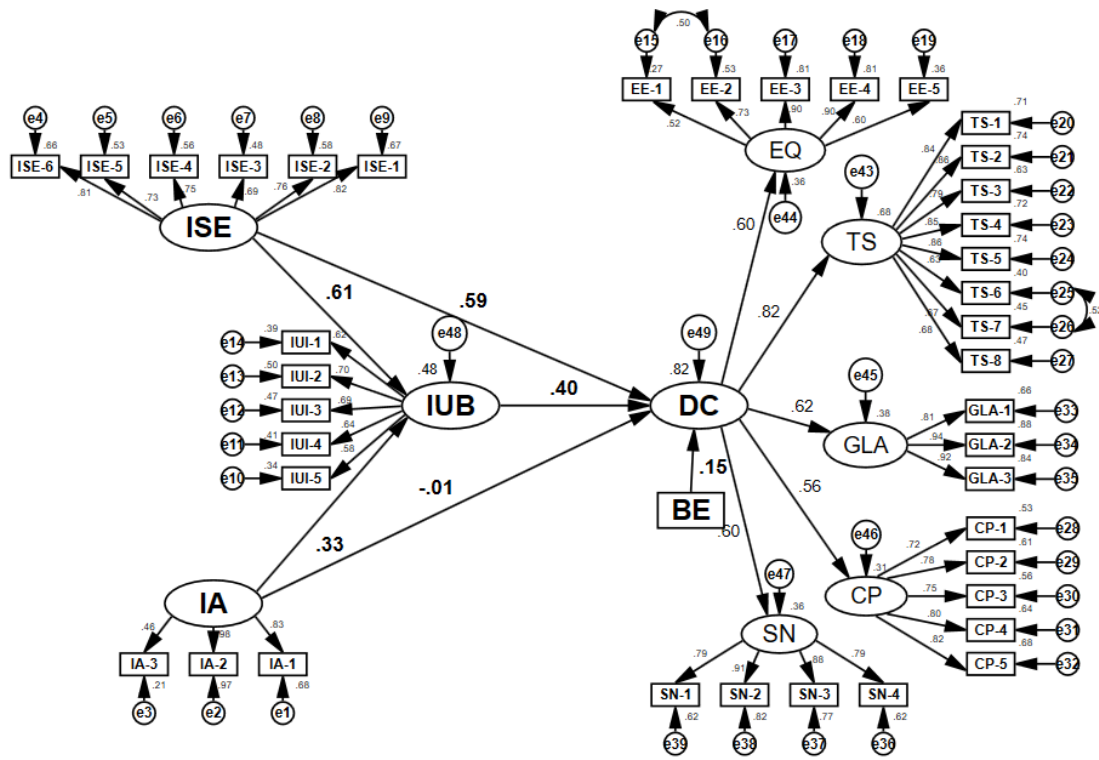 .50
e15 e16 e17 e18 e19
.27 .53 .81 .81 .36
EE-1 EE-2 EE-3 EE-4 EE-5
.52 .73 .90 .90 .60
EQ
.36
e44
e4 e5 e6 e7 e8 e9
.66 .53 .56 .48 .58 .67
ISE-6 ISE-5 ISE-4 ISE-3 ISE-2 ISE-1
.81 .73 .75 .69 .76 .82
ISE
.71
TS-1 e20
.84 .74
TS-2 e21
.86 .63
TS-3 e22
.79 .72
TS-4 e23
.85 .74
TS-5 e24
.86 .40
TS-6 e25
.63 .45
TS-7 e26
.67 .47
TS-8 e27
.68
.52
e43
.68
TS
.60
.82
.61
.59
e48
.48
IUB
.39
e14 IUI-1 .62
.50
e13 IUI-2 .70
.47
e12 IUI-3 .69
.41
e11 IUI-4 .64
.34
e10 IUI-5 .58
.40
e49
.82
DC
.62
e45
.38
GLA
.81 GLA-1 .66 e33
.94 GLA-2 .88 e34
.92 GLA-3 .84 e35
-.01
.15
BE
.56
.60
.33
e46
.31
CP
.72 CP-1 .53 e28
.78 CP-2 .61 e29
.75 CP-3 .56 e30
.80 CP-4 .64 e31
.82 CP-5 .68 e32
IA
.46 .98 .83
IA-3 IA-2 IA-1
.21 .97 .68
e3 e2 e1
e47
.36
SN
.79 .91 .88 .79
SN-1 SN-2 SN-3 SN-4
.62 .82 .77 .62
e39 e38 e37 e36